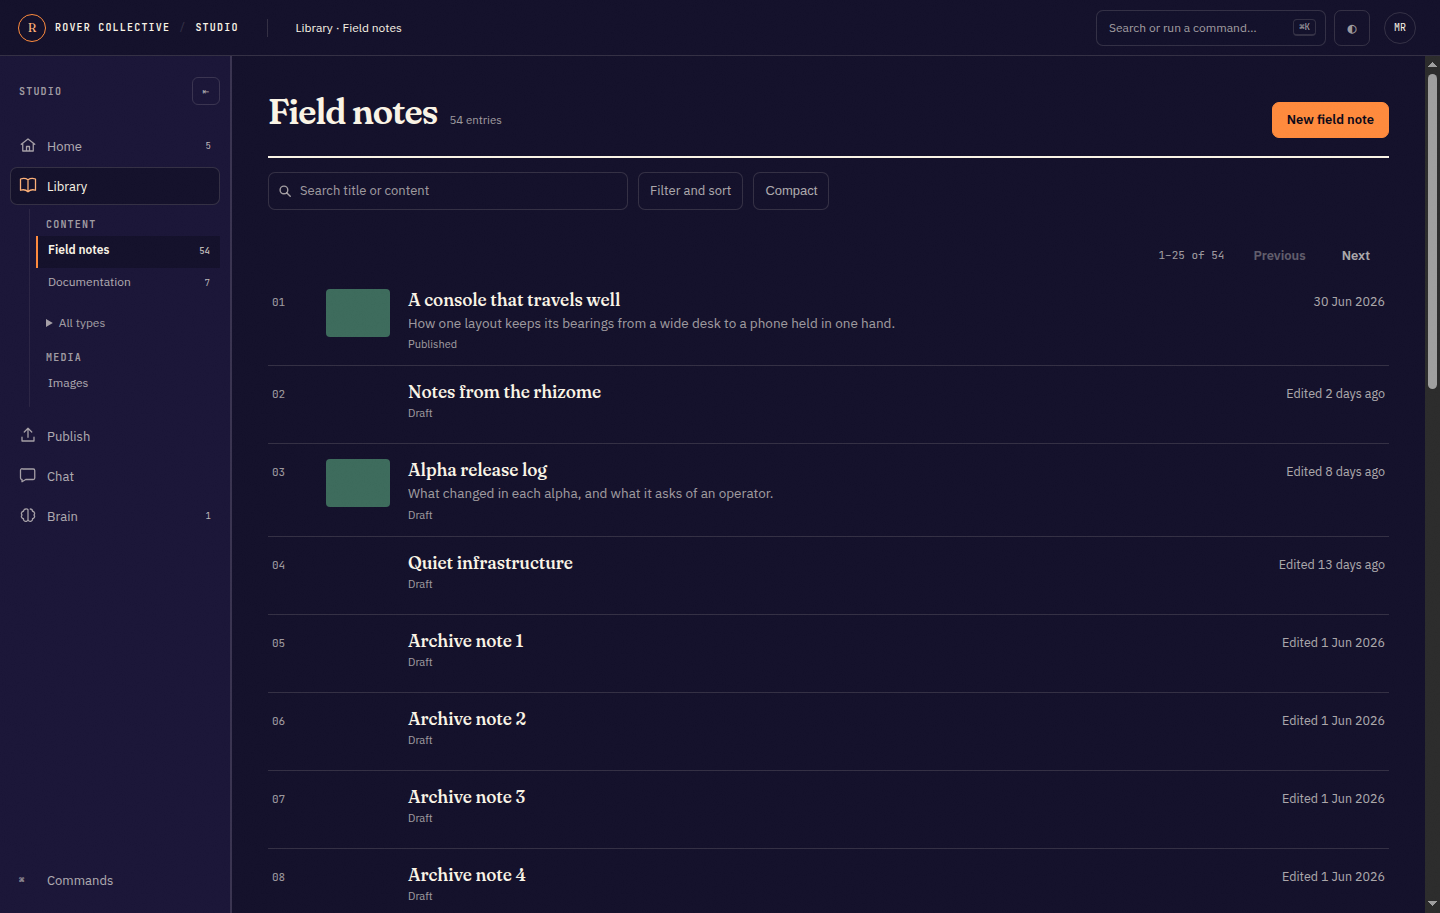 R ROVER COLLECTIVE / STUDIO
Library · Field notes
Search or run a command... ⌘K
MR
STUDIO
Home 5
Library
CONTENT
Field notes 54
Documentation 7
All types
MEDIA
Images
Publish
Chat
Brain 1
⌘ Commands
Field notes 54 entries
New field note
Search title or content
Filter and sort
Compact
1–25 of 54 Previous Next
01 A console that travels well 30 Jun 2026
How one layout keeps its bearings from a wide desk to a phone held in one hand.
Published
02 Notes from the rhizome Edited 2 days ago
Draft
03 Alpha release log Edited 8 days ago
What changed in each alpha, and what it asks of an operator.
Draft
04 Quiet infrastructure Edited 13 days ago
Draft
05 Archive note 1 Edited 1 Jun 2026
Draft
06 Archive note 2 Edited 1 Jun 2026
Draft
07 Archive note 3 Edited 1 Jun 2026
Draft
08 Archive note 4 Edited 1 Jun 2026
Draft